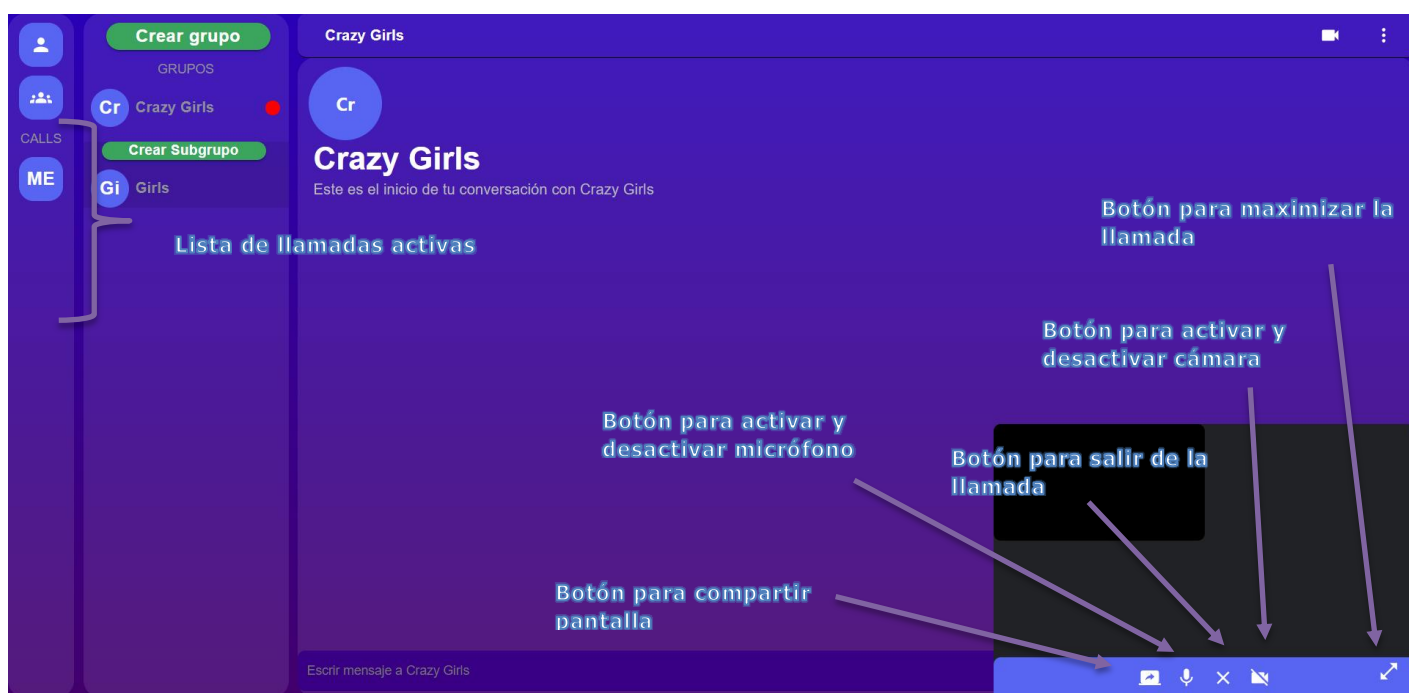 Crear grupo
GRUPOS
Cr Crazy Girls
CALLS
Crear Subgrupo
ME
Gi Girls
Crazy Girls
Cr
Crazy Girls
Este es el inicio de tu conversación con Crazy Girls
Lista de llamadas activas
Botón para maximizar la
llamada
Botón para activar y
desactivar cámara
Botón para activar y
desactivar micrófono
Botón para salir de la
llamada
Botón para compartir
pantalla
Escrir mensaje a Crazy Girls